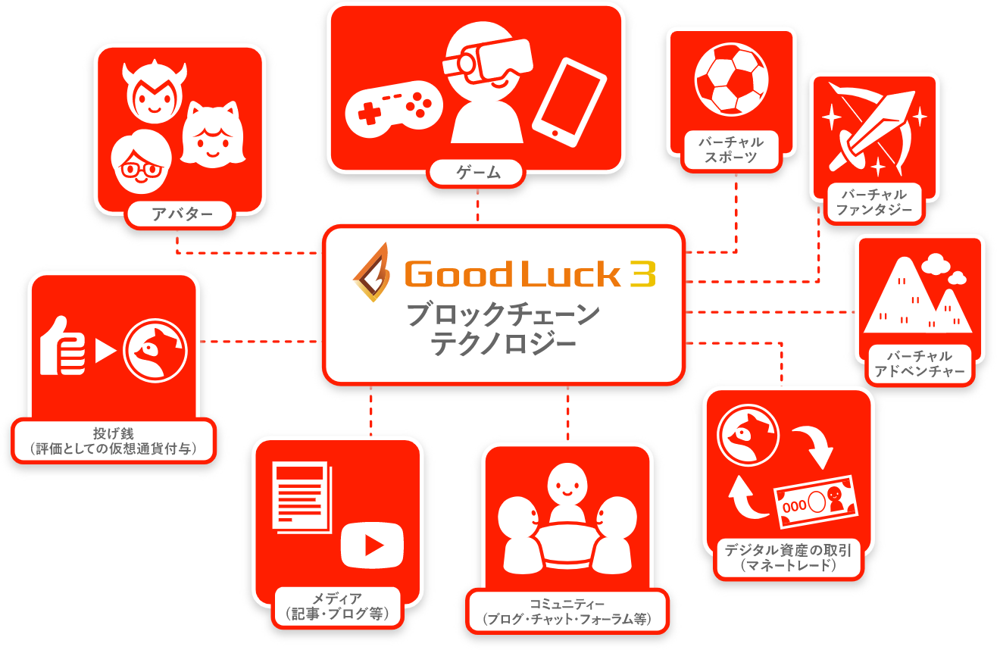 ゲーム
バーチャル
スポーツ
バーチャル
ファンタジー
アバター
Good Luck 3
ブロックチェーン
テクノロジー
バーチャル
アドベンチャー
投げ銭
（評価としての仮想通貨付与）
000
デジタル資産の取引
（マネートレード）
メディア
（記事・ブログ等）
コミュニティー
（ブログ・チャット・フォーラム等）